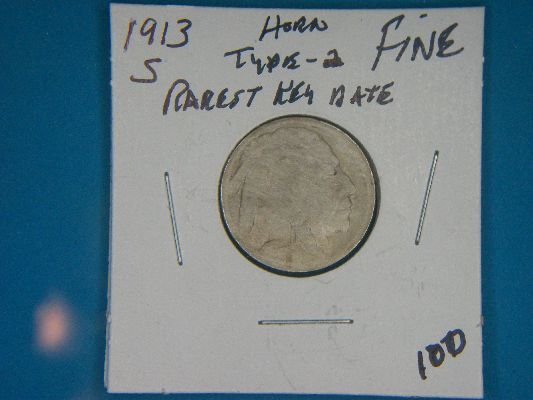 1913 HORN FINE
S TYPE-2
RAREST KEY DATE
100